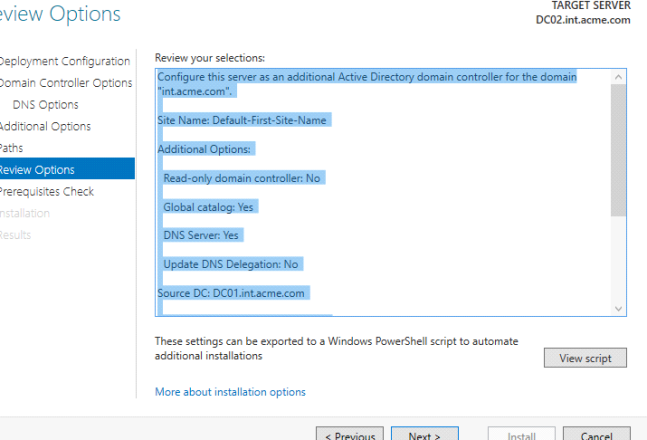 eview Options
TARGET SERVER
DC02.int.acme.com
Deployment Configuration
Domain Controller Options
DNS Options
Additional Options
Paths
Review Options
Prerequisites Check
Installation
Results
Review your selections:
Configure this server as an additional Active Directory domain controller for the domain
"int.acme.com".
Site Name: Default-First-Site-Name
Additional Options:
Read-only domain controller: No
Global catalog: Yes
DNS Server: Yes
Update DNS Delegation: No
Source DC: DC01.int.acme.com
These settings can be exported to a Windows PowerShell script to automate
additional installations
View script
More about installation options
< Previous
Next >
Install
Cancel